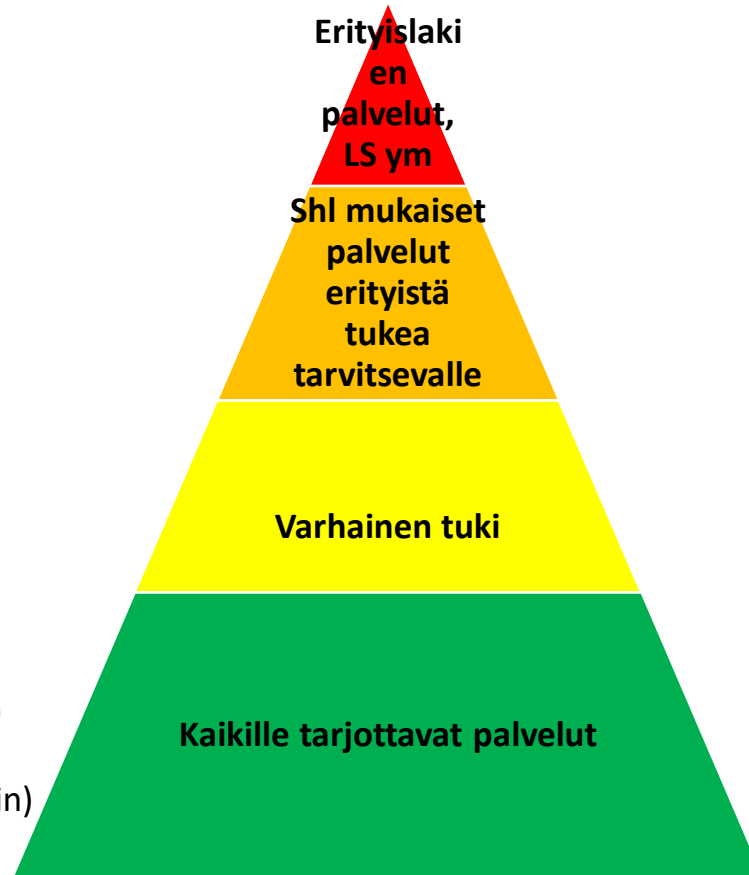 Erityislaki
en
palvelut,
LS ym
Shl mukaiset
palvelut
erityistä
tukea
tarvitsevalle
Varhainen tuki
Kaikille tarjottavat palvelut
in)